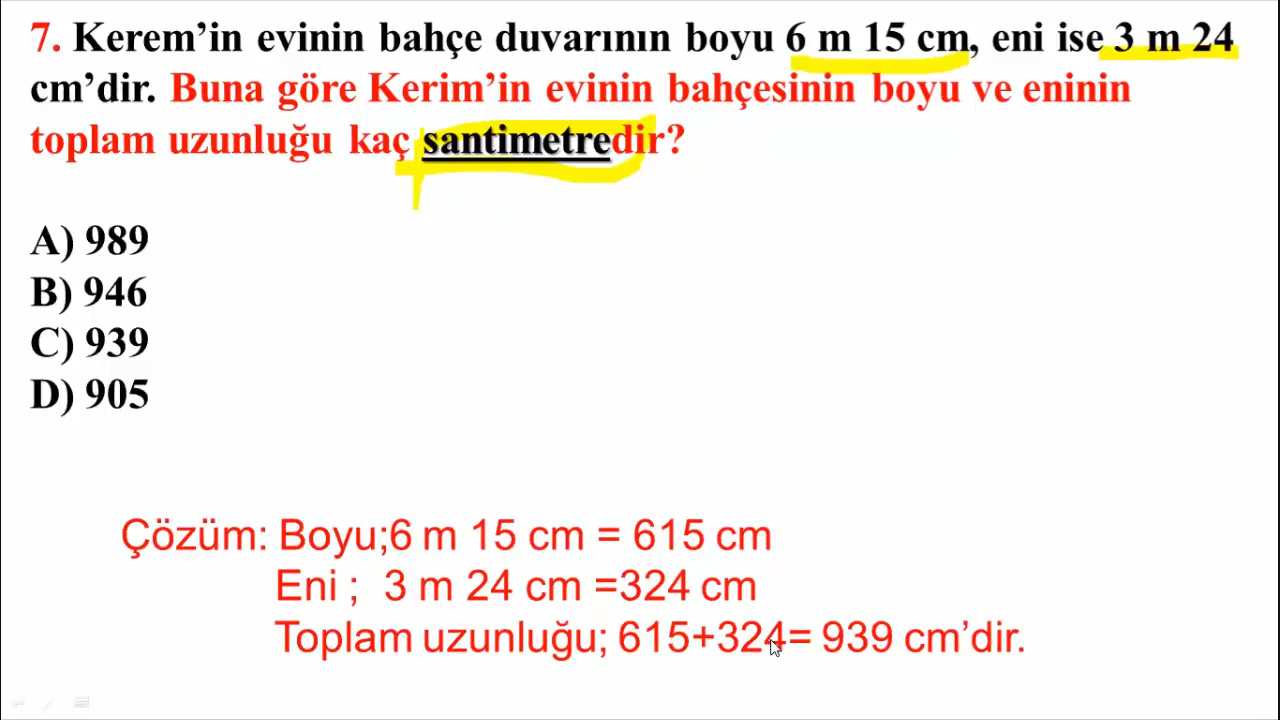 7. Kerem’in evinin bahçe duvarının boyu 6 m 15 cm, eni ise 3 m 24
cm’dir. Buna göre Kerim’in evinin bahçesinin boyu ve eninin
toplam uzunluğu kaç santimetredir?
A) 989
B) 946
C) 939
D) 905
Çözüm: Boyu;6 m 15 cm = 615 cm
Eni ; 3 m 24 cm =324 cm
Toplam uzunluğu; 615+324= 939 cm’dir.